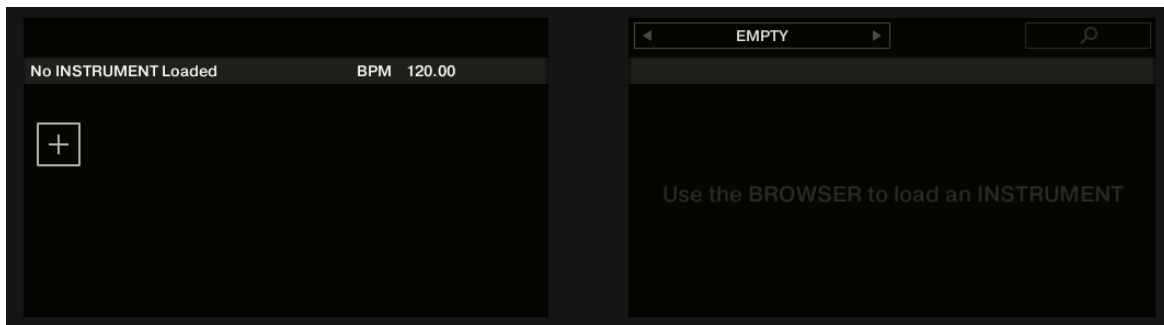 EMPTY
No INSTRUMENT Loaded BPM 120.00
Use the BROWSER to load an INSTRUMENT